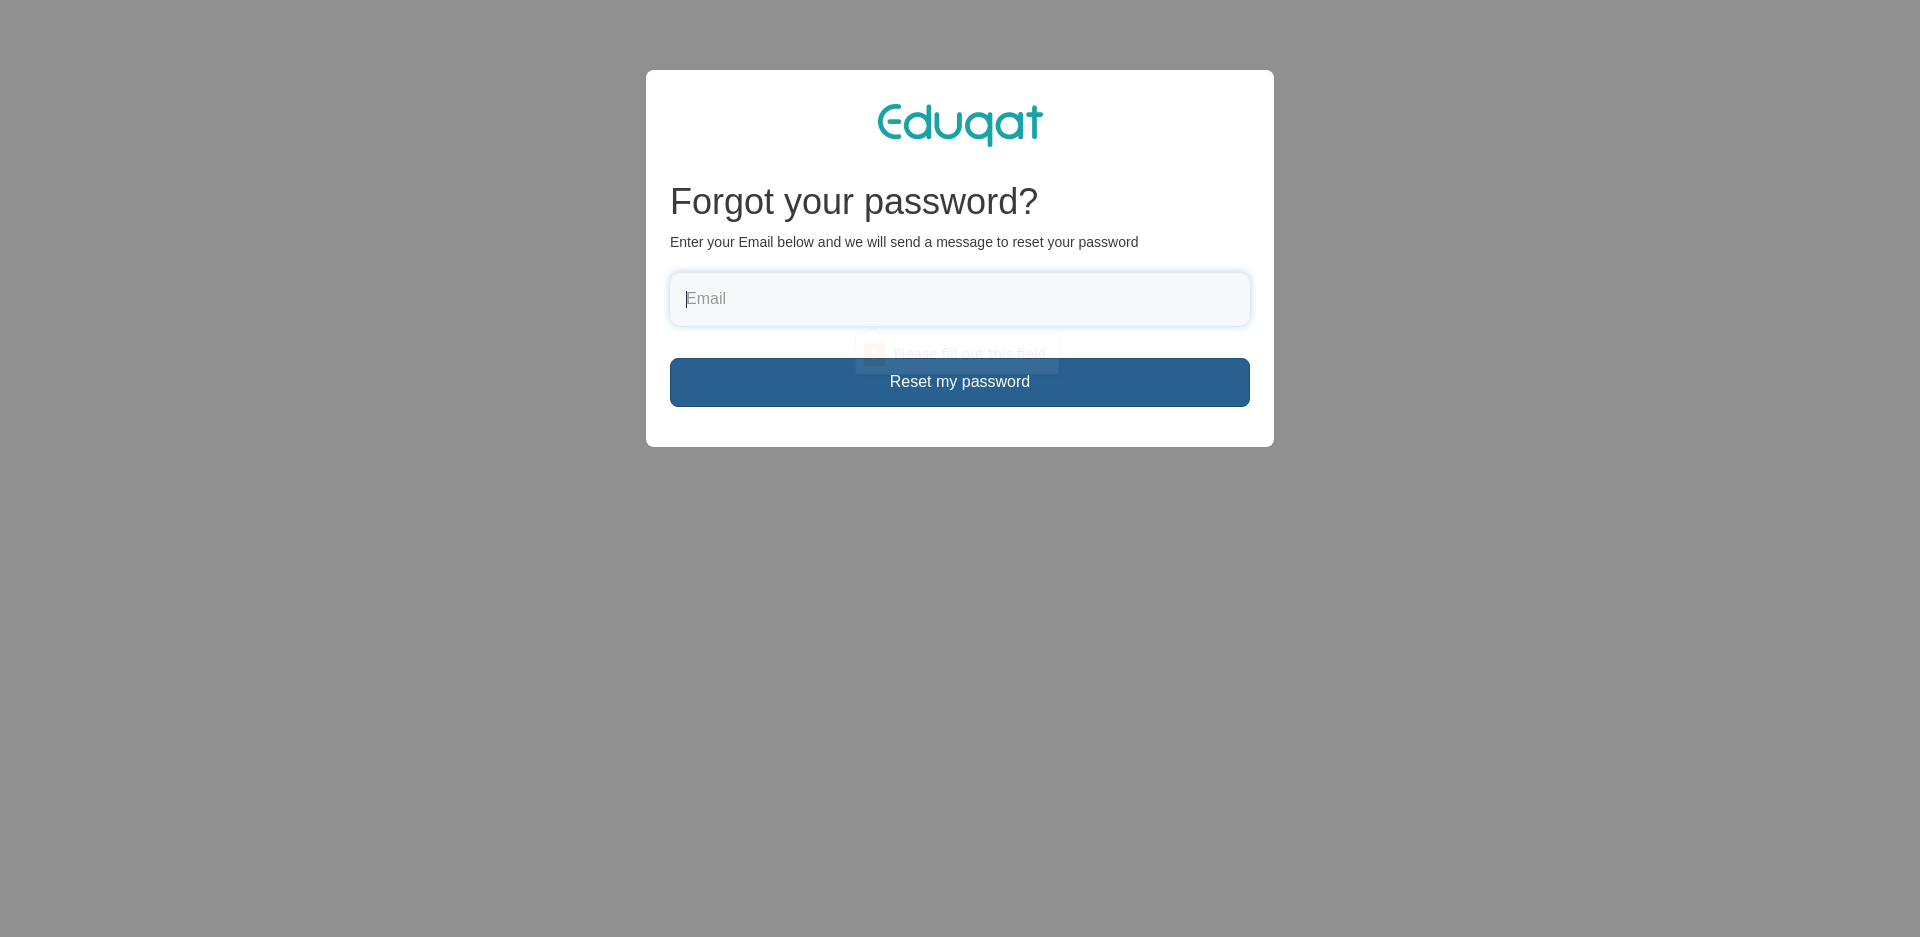 Eduqat
Forgot your password?
Enter your Email below and we will send a message to reset your password
Email
Please fill out this field.
Reset my password